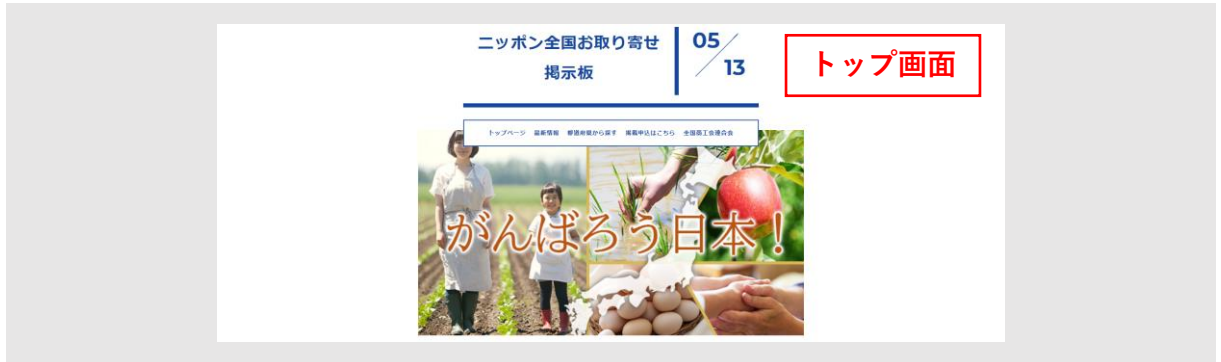 ニッポン全国お取り寄せ
掲示板
05/13
トップ画面
トップページ 最新情報 都道府県から探す 掲載申込はこちら 全国商工会連合会
がんばろう日本！